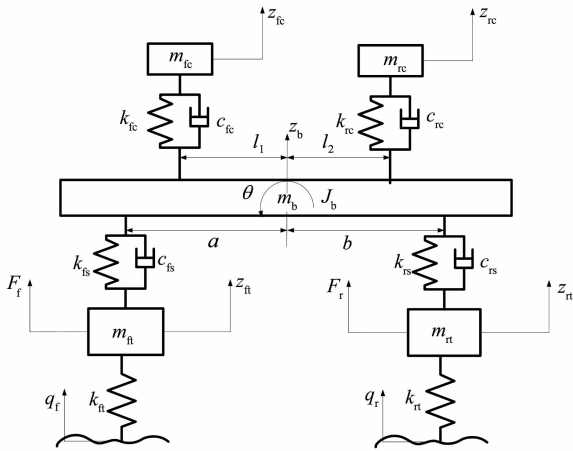 z_fc z_rc
m_fc m_rc
k_fc c_fc k_rc c_rc
l_1 z_b l_2
θ m_b J_b
a b
k_fs c_fs k_rs c_rs
F_f z_ft F_r z_rt
m_ft m_rt
q_f k_ft q_r k_rt